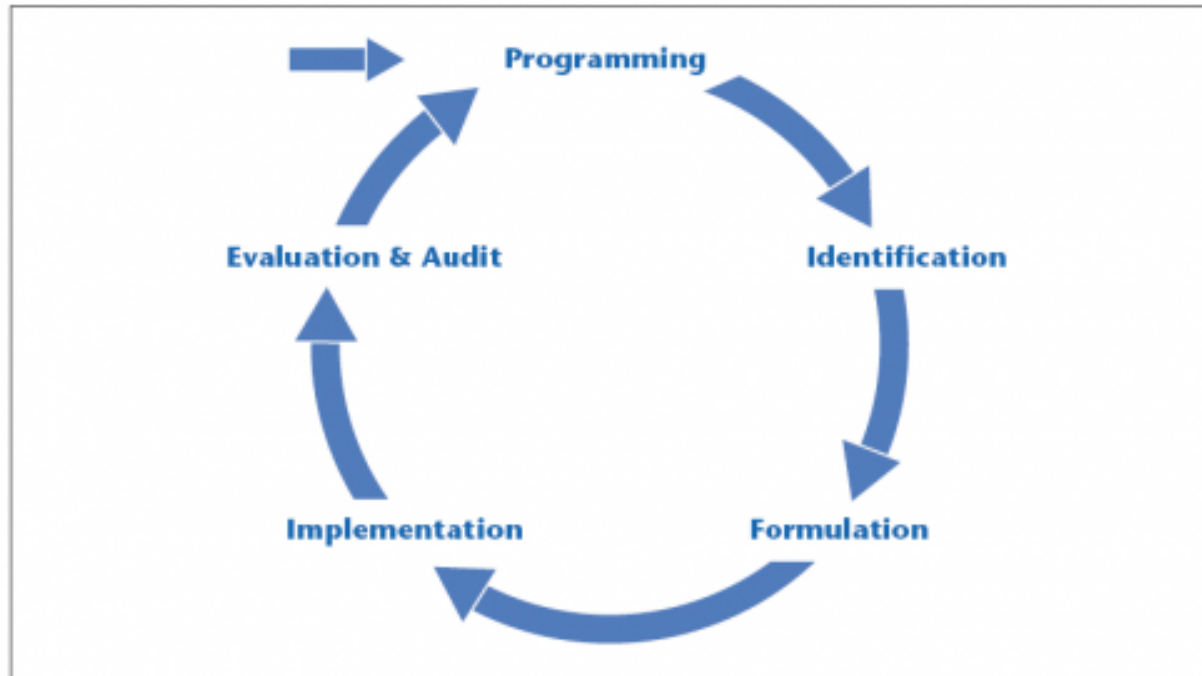 Programming
Identification
Formulation
Implementation
Evaluation & Audit